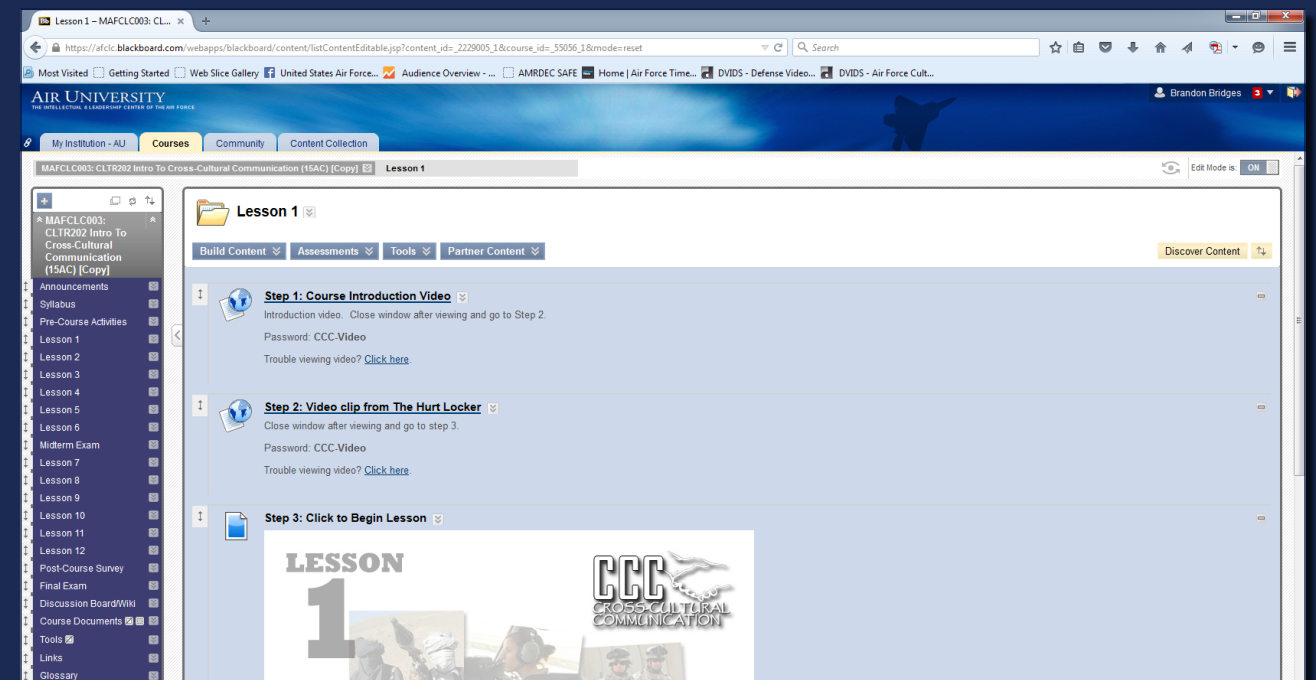 Lesson 1 – MAFCLC003: CL...
https://afclc.blackboard.com/webapps/blackboard/content/listContentEditable.jsp?content_id=_2229005_1&course_id=_55056_1&mode=reset
Search
Most Visited Getting Started Web Slice Gallery United States Air Force... Audience Overview - ... AMRDEC SAFE Home | Air Force Time... DVIDS - Defense Video... DVIDS - Air Force Cult...
AIR UNIVERSITY
THE INTELLECTUAL & LEADERSHIP CENTER OF THE AIR FORCE
Brandon Bridges 3
My Institution - AU Courses Community Content Collection
MAFCLC003: CLTR202 Intro To Cross-Cultural Communication (15AC) [Copy] Lesson 1
Edit Mode is: ON
MAFCLC003:
CLTR202 Intro To
Cross-Cultural
Communication
(15AC) [Copy]
Announcements
Syllabus
Pre-Course Activities
Lesson 1
Lesson 2
Lesson 3
Lesson 4
Lesson 5
Lesson 6
Midterm Exam
Lesson 7
Lesson 8
Lesson 9
Lesson 10
Lesson 11
Lesson 12
Post-Course Survey
Final Exam
Discussion Board/Wiki
Course Documents
Tools
Links
Glossary
Lesson 1
Build Content Assessments Tools Partner Content
Discover Content
Step 1: Course Introduction Video
Introduction video. Close window after viewing and go to Step 2.
Password: CCC-Video
Trouble viewing video? Click here.
Step 2: Video clip from The Hurt Locker
Close window after viewing and go to step 3.
Password: CCC-Video
Trouble viewing video? Click here.
Step 3: Click to Begin Lesson
LESSON
1
CCC
CROSS-CULTURAL
COMMUNICATION